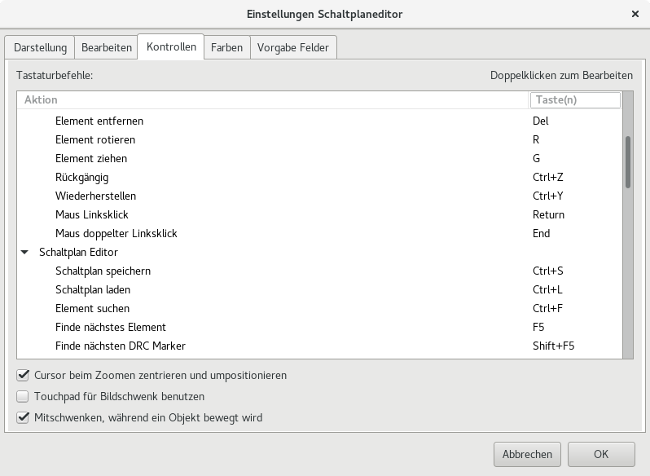 Einstellungen Schaltplaneditor
Darstellung Bearbeiten Kontrollen Farben Vorgabe Felder
Tastaturbefehle: Doppelklicken zum Bearbeiten
Aktion Taste(n)
Element entfernen Del
Element rotieren R
Element ziehen G
Rückgängig Ctrl+Z
Wiederherstellen Ctrl+Y
Maus Linksklick Return
Maus doppelter Linksklick End
Schaltplan Editor
Schaltplan speichern Ctrl+S
Schaltplan laden Ctrl+L
Element suchen Ctrl+F
Finde nächstes Element F5
Finde nächsten DRC Marker Shift+F5
Cursor beim Zoomen zentrieren und umpositionieren
Touchpad für Bildschwenk benutzen
Mitschwenken, während ein Objekt bewegt wird
Abbrechen OK